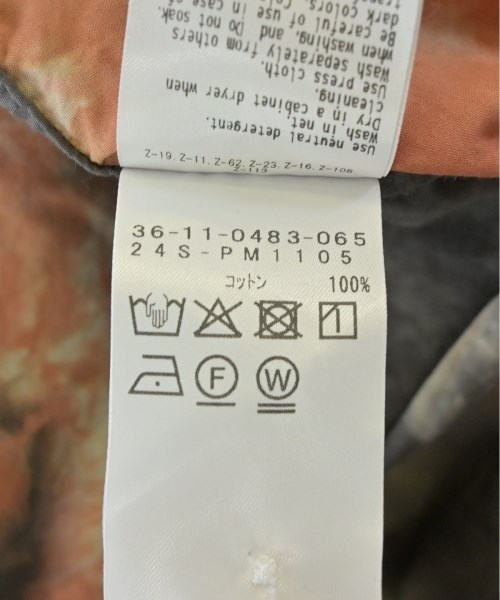 Use neutral detergent.
Wash in net.
Dry in a cabinet dryer when
cleaning.
Use press cloth.
Wash separately from others
when washing, and Do not soak.
Be careful of use in case of
dark colors.
Z-19. Z-11. Z-62. Z-23. Z-16. Z-106
Z-113
36-11-0483-065
24S-PM1105
コットン 100%
F W